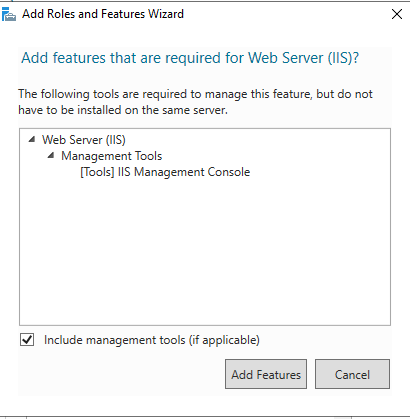 Add Roles and Features Wizard
Add features that are required for Web Server (IIS)?
The following tools are required to manage this feature, but do not
have to be installed on the same server.
Web Server (IIS)
Management Tools
[Tools] IIS Management Console
Include management tools (if applicable)
Add Features
Cancel